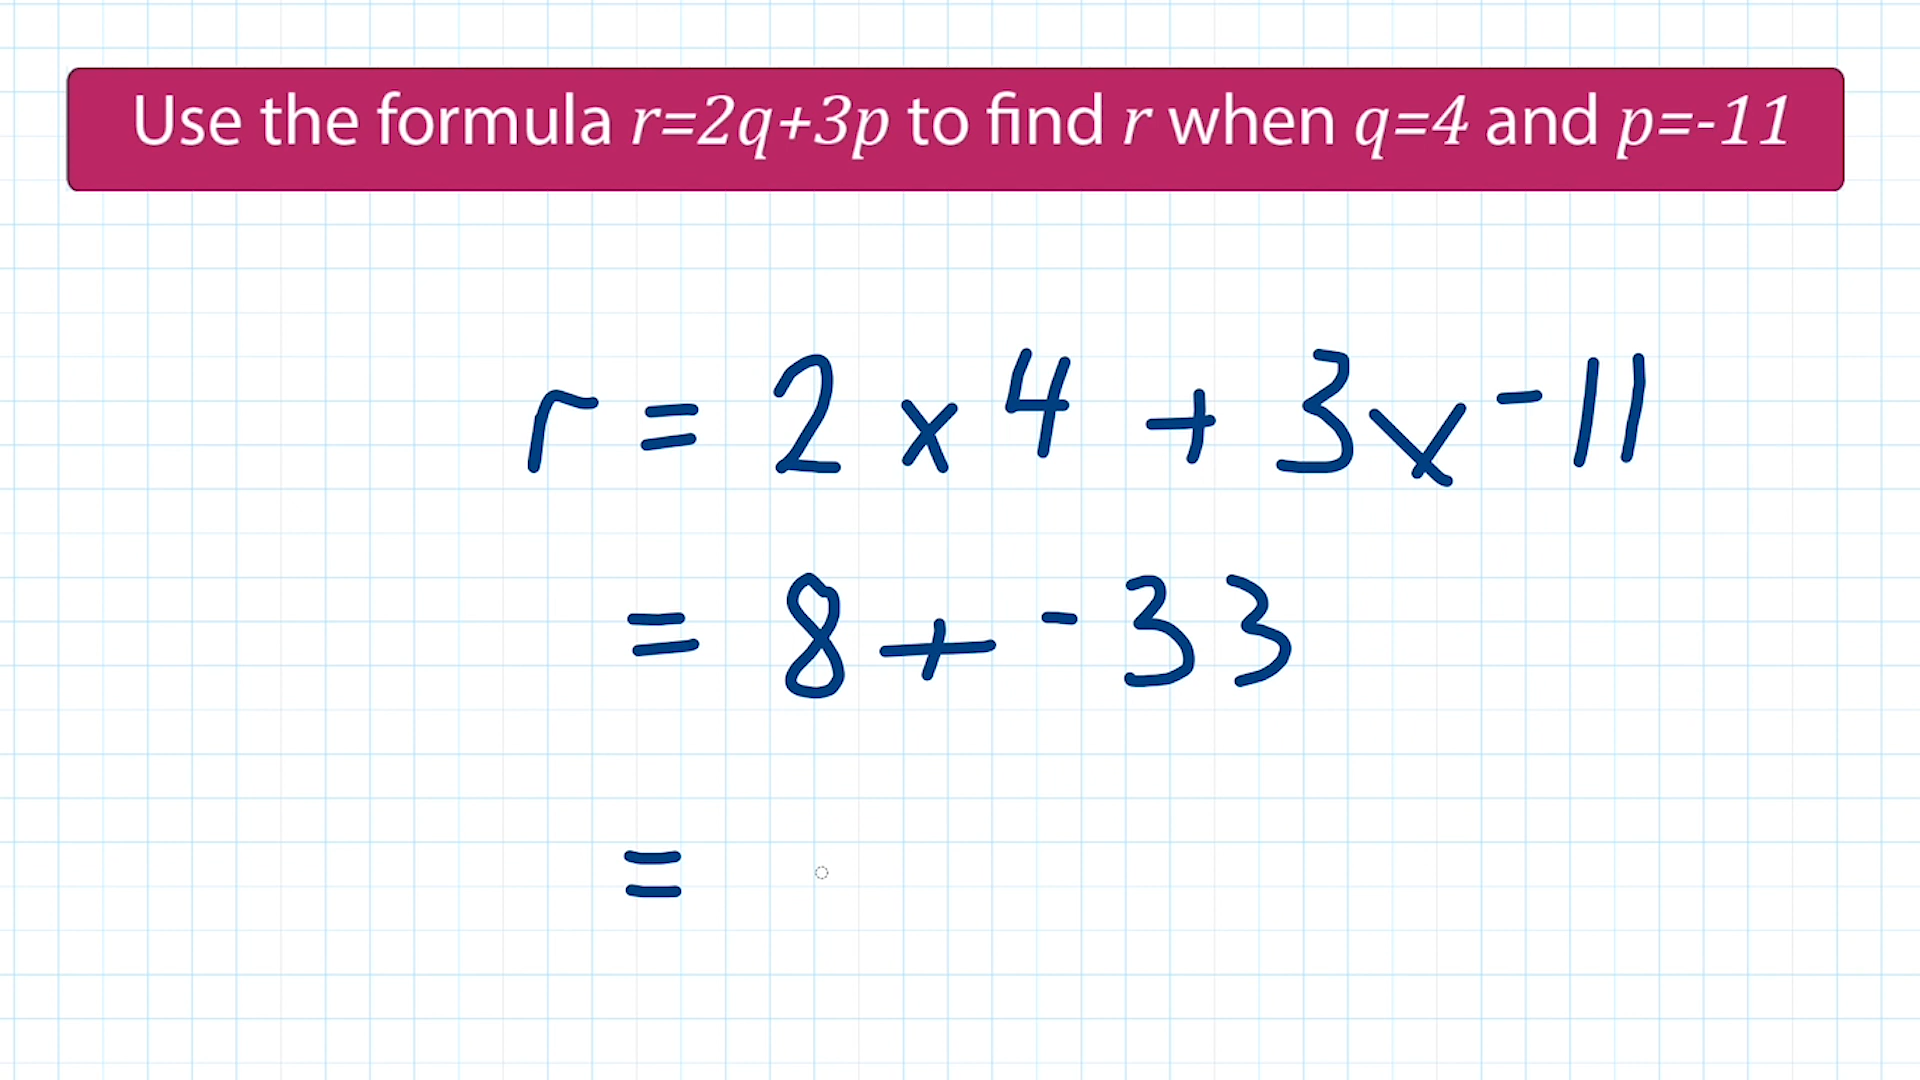 Use the formula r=2q+3p to find r when q=4 and p=-11
r = 2 x 4 + 3 x -11
= 8 + -33
=